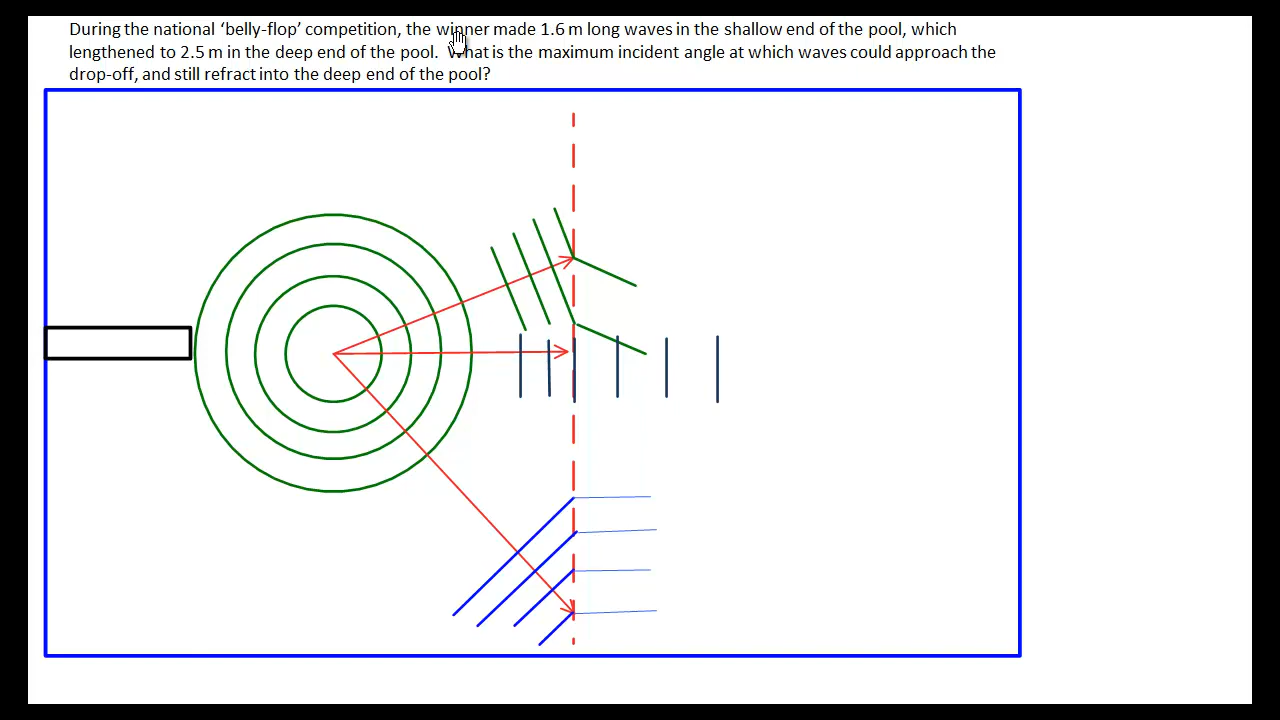 During the national ‘belly-flop’ competition, the winner made 1.6 m long waves in the shallow end of the pool, which
lengthened to 2.5 m in the deep end of the pool.  What is the maximum incident angle at which waves could approach the
drop-off, and still refract into the deep end of the pool?